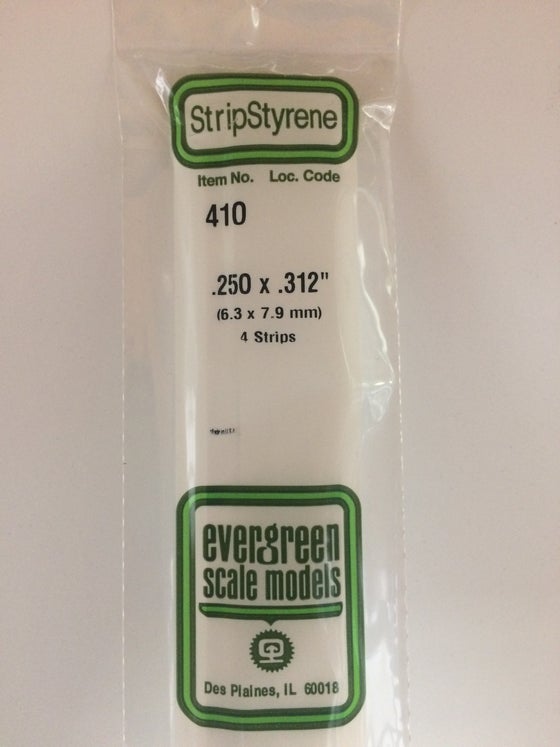 StripStyrene
Item No. Loc. Code
410
.250 x .312"
(6.3 x 7.9 mm)
4 Strips
evergreen
scale models
Des Plaines, IL 60018